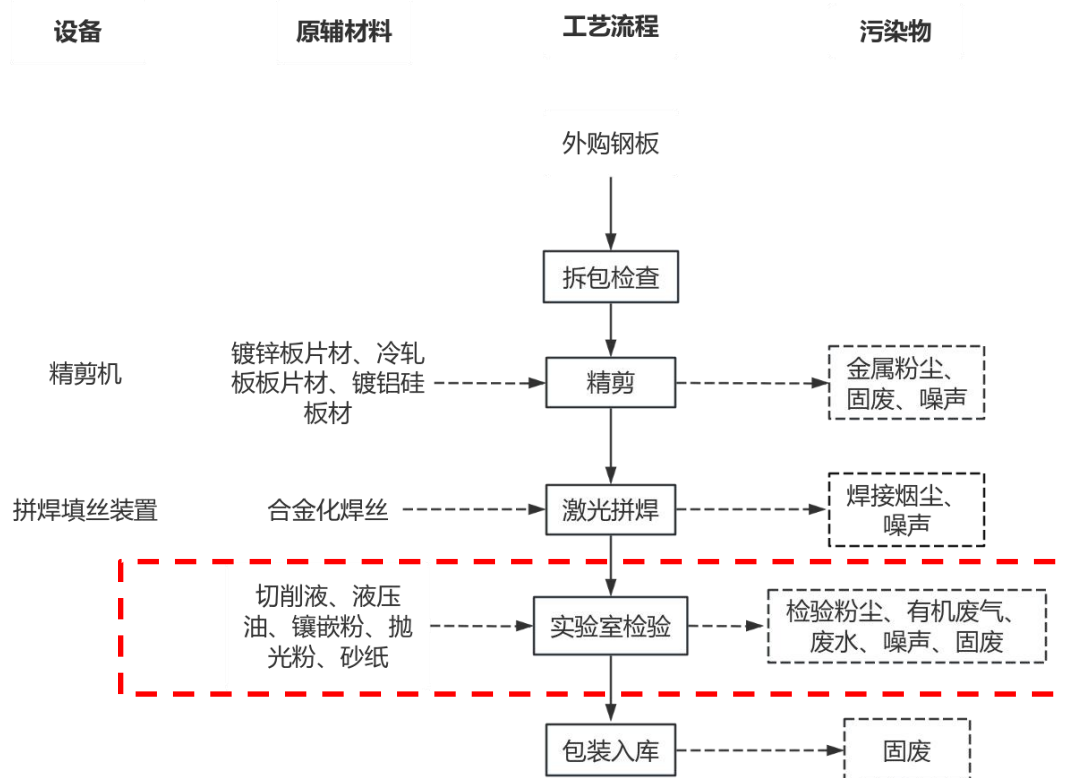 设备
原辅材料
工艺流程
污染物
外购钢板
拆包检查
精剪机
镀锌板片材、冷轧
板板片材、镀铝硅
板材
精剪
金属粉尘、
固废、噪声
拼焊填丝装置
合金化焊丝
激光拼焊
焊接烟尘、
噪声
切削液、液压
油、镶嵌粉、抛
光粉、砂纸
实验室检验
检验粉尘、有机废气、
废水、噪声、固废
包装入库
固废